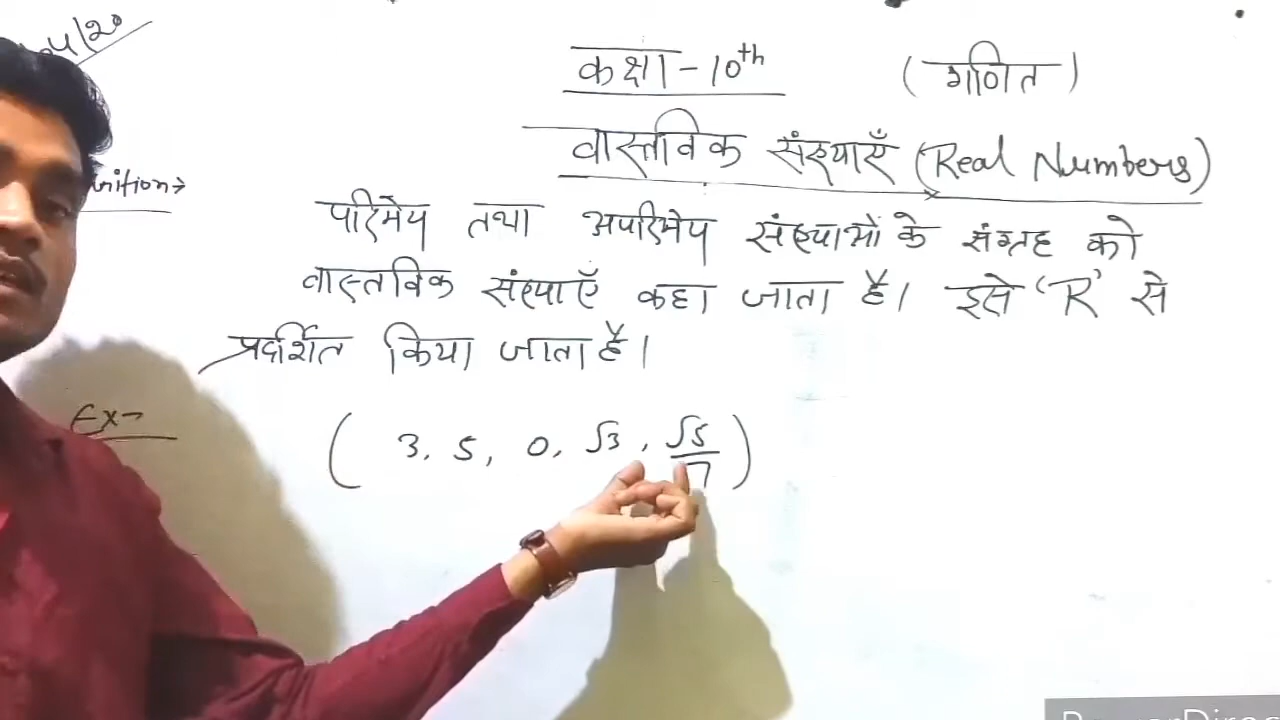 कक्षा - 10th (गणित)
वास्तविक संख्याएँ (Real Numbers)
परिमेय तथा अपरिमेय संख्याओं के संग्रह को
वास्तविक संख्याएँ कहा जाता है। इसे 'R' से
प्रदर्शित किया जाता है।
Ex→
( 3, 5, 0, √3, √5/7 )